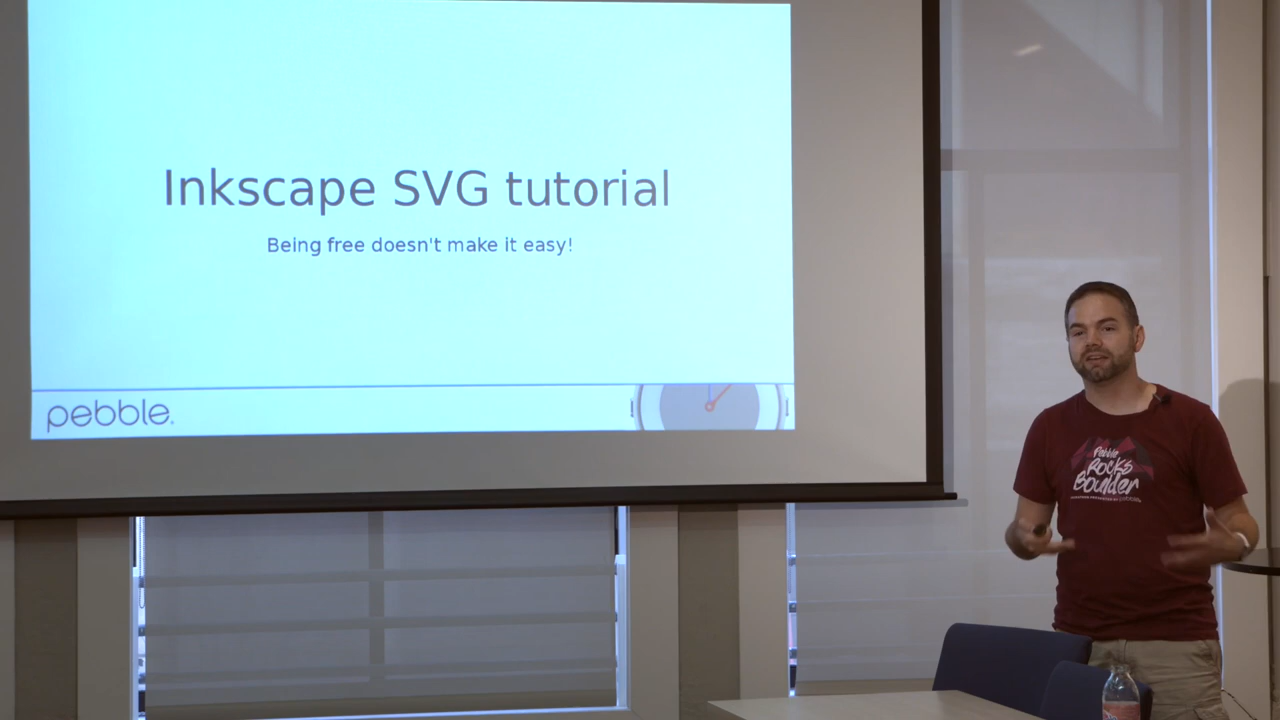 Inkscape SVG tutorial
Being free doesn't make it easy!
pebble
Pebble
Rocks
Boulder